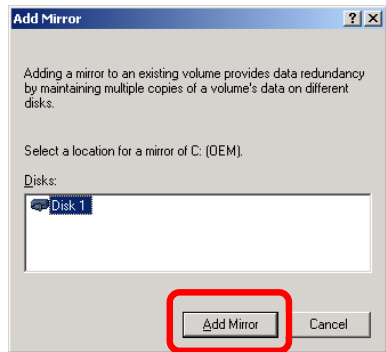 Add Mirror
Adding a mirror to an existing volume provides data redundancy
by maintaining multiple copies of a volume's data on different
disks.
Select a location for a mirror of C: (OEM).
Disks:
Disk 1
Add Mirror
Cancel